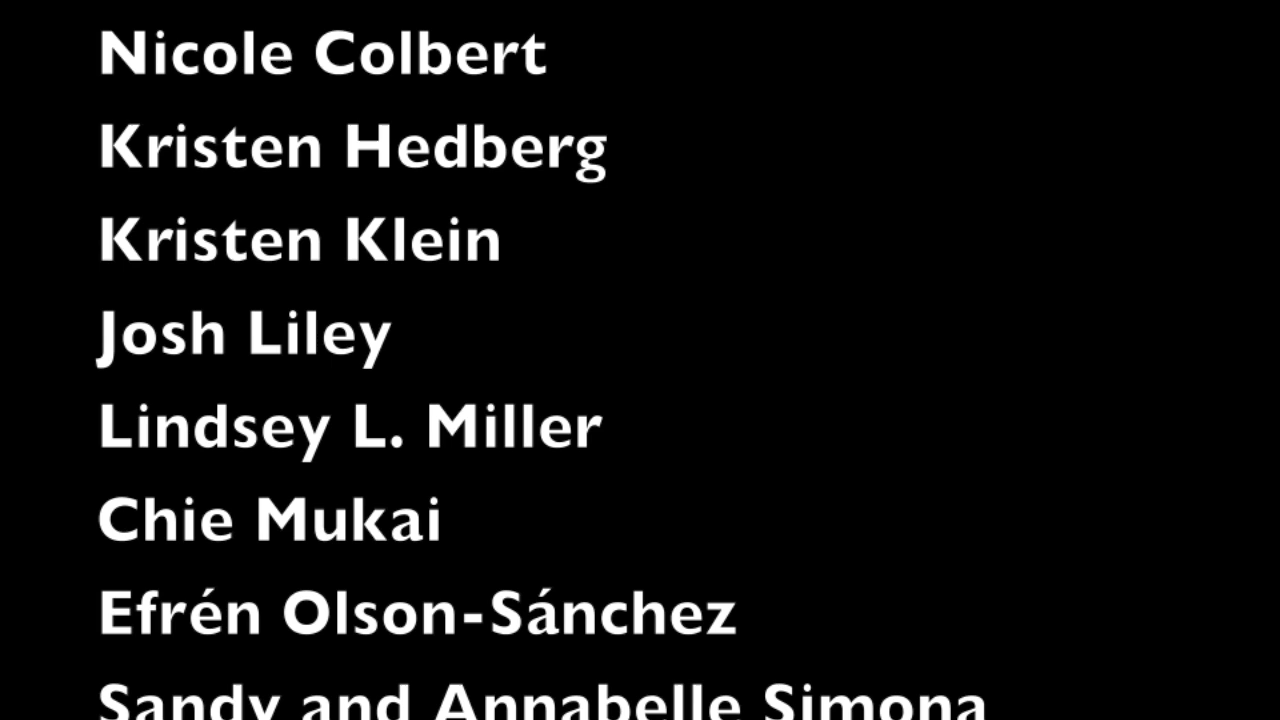 Nicole Colbert
Kristen Hedberg
Kristen Klein
Josh Liley
Lindsey L. Miller
Chie Mukai
Efrén Olson-Sánchez
Sandy and Annabelle Simona